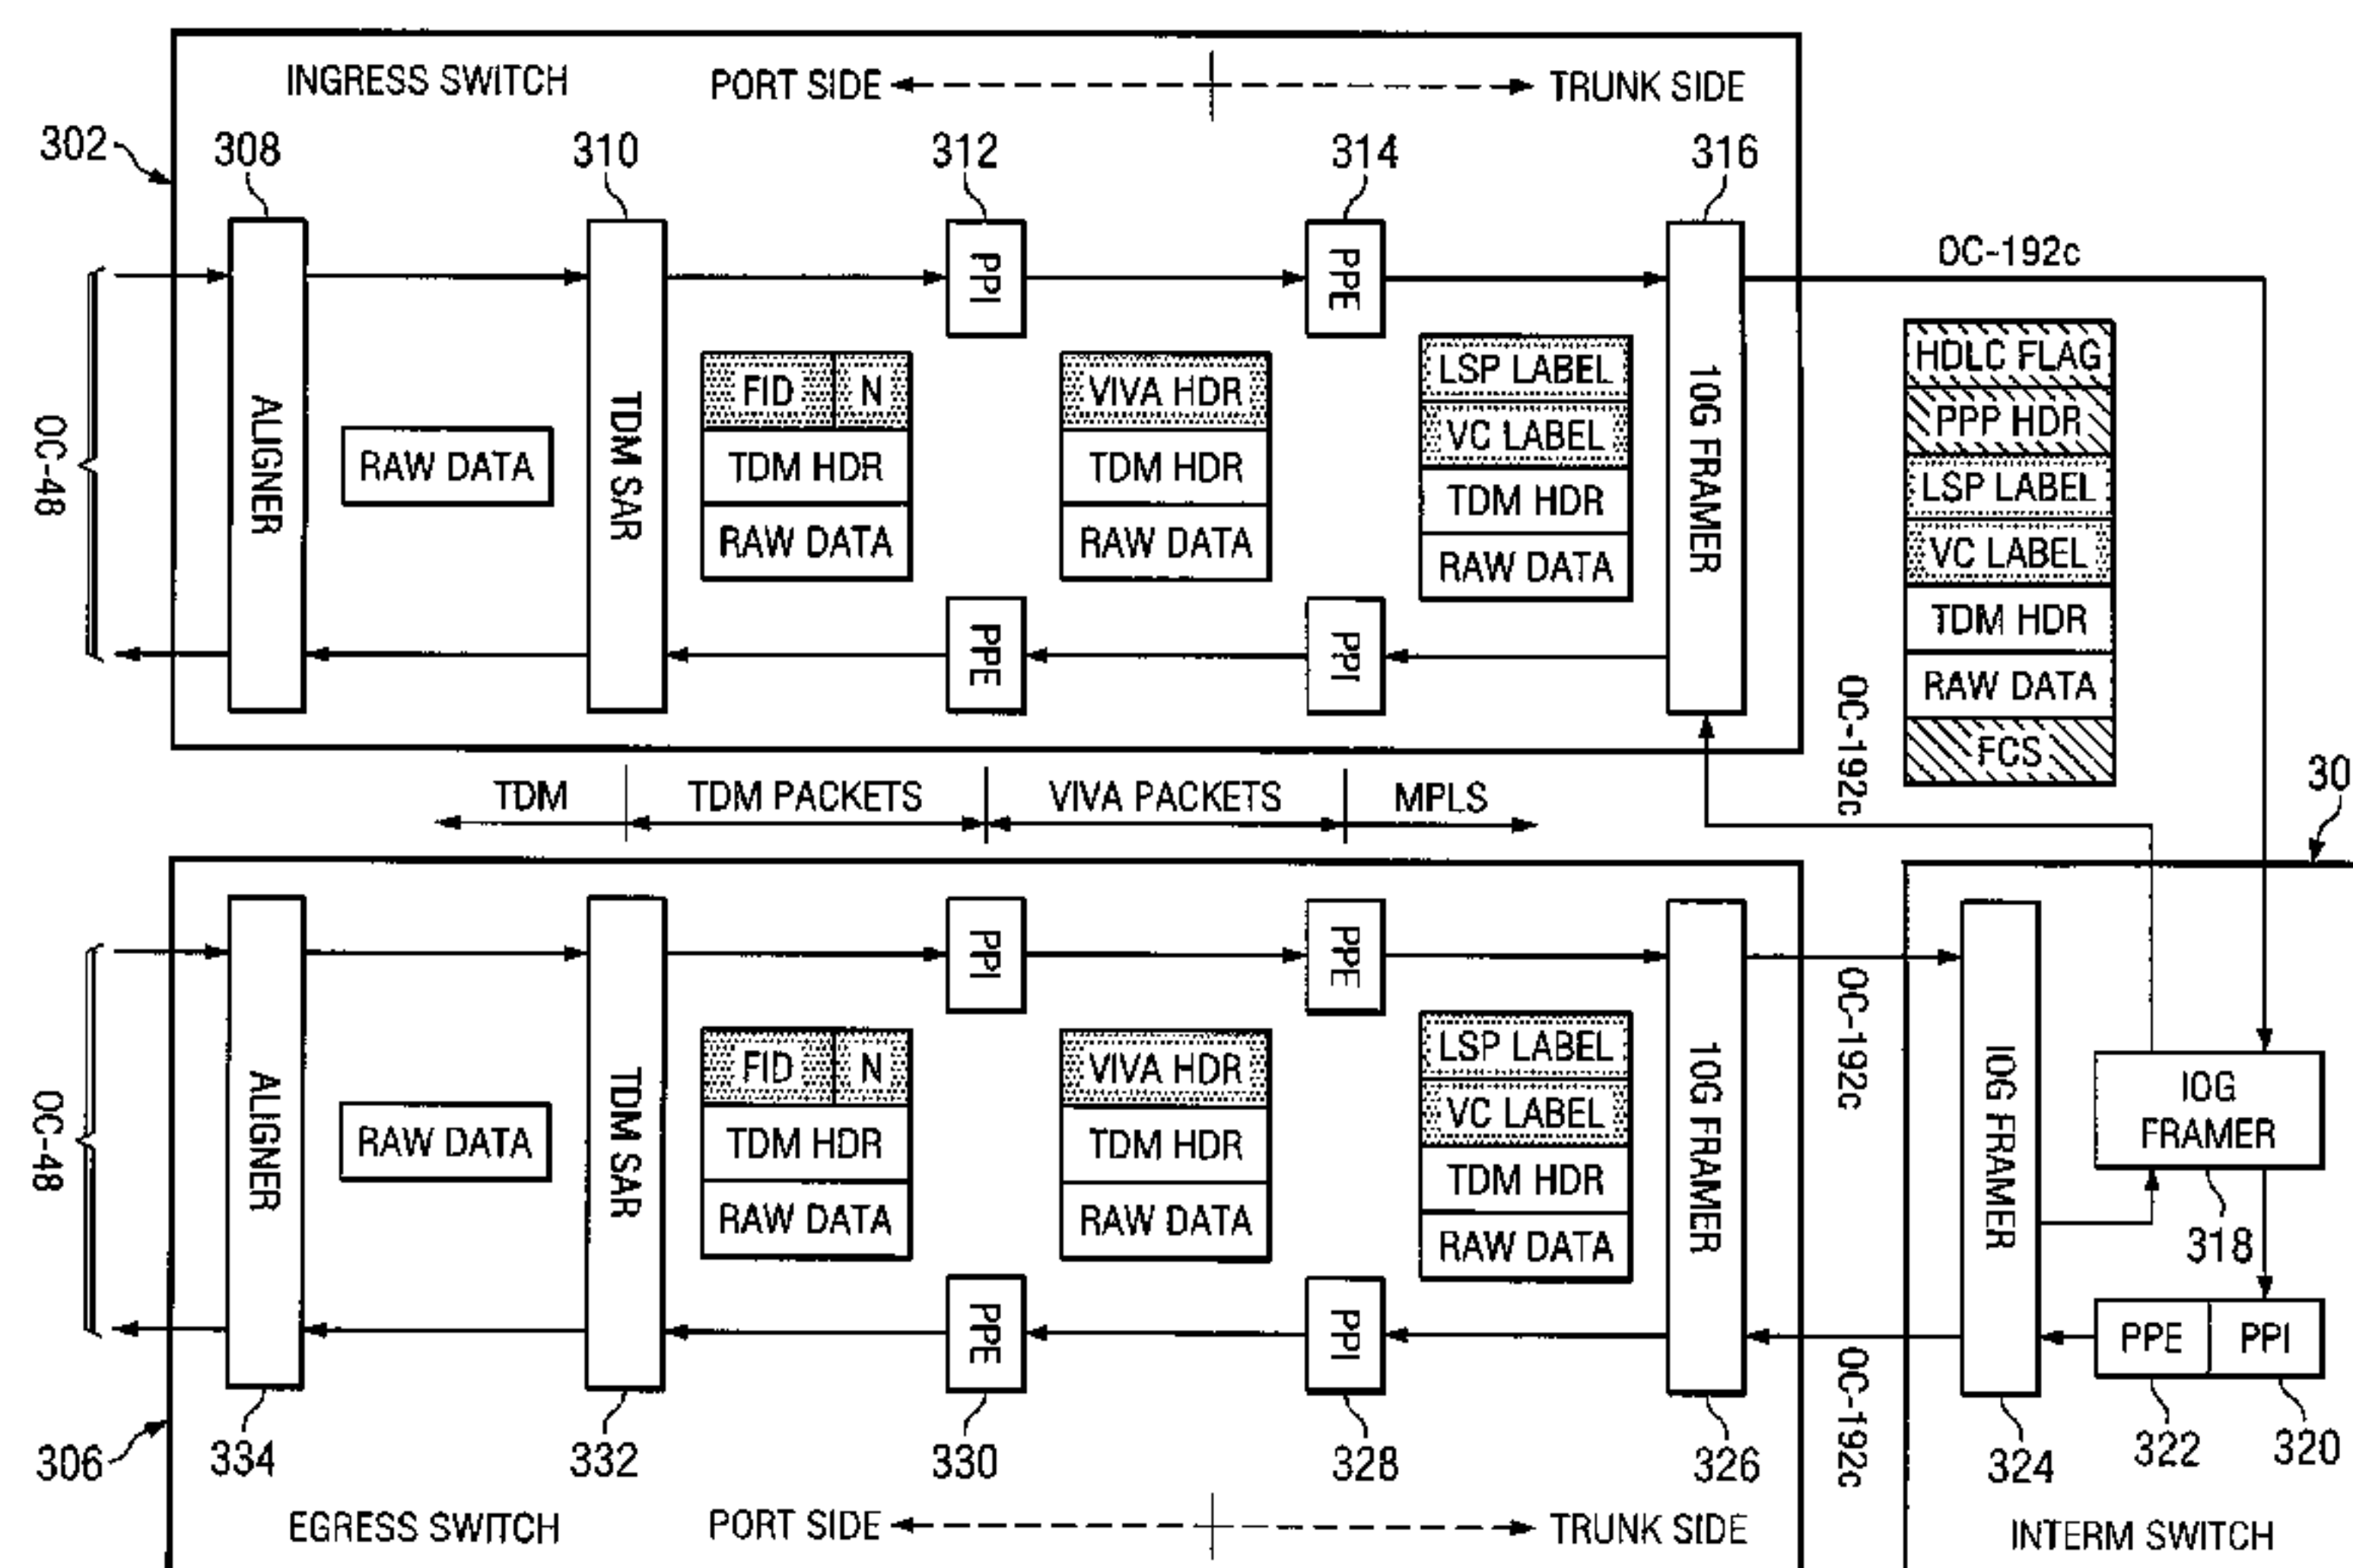 INGRESS SWITCH
PORT SIDE
TRUNK SIDE
302
308
310
312
314
316
OC-48
ALIGNER
RAW DATA
TDM SAR
PPI
FID N
TDM HDR
RAW DATA
PPE
VIVA HDR
TDM HDR
RAW DATA
PPE
LSP LABEL
VC LABEL
TDM HDR
RAW DATA
PPI
10G FRAMER
OC-192c
HDLC FLAG
PPP HDR
LSP LABEL
VC LABEL
TDM HDR
RAW DATA
FCS
OC-192c
TDM
TDM PACKETS
VIVA PACKETS
MPLS
30
OC-48
ALIGNER
RAW DATA
TDM SAR
PPI
FID N
TDM HDR
RAW DATA
PPE
VIVA HDR
TDM HDR
RAW DATA
PPE
LSP LABEL
VC LABEL
TDM HDR
RAW DATA
PPI
10G FRAMER
OC-192c
OC-192c
IOG FRAMER
IOG
FRAMER
318
PPE PPI
306
334
332
330
328
326
324
322
320
EGRESS SWITCH
PORT SIDE
TRUNK SIDE
INTERM SWITCH